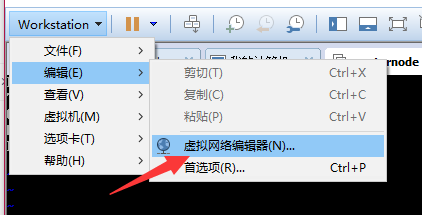 Workstation
文件(F)
编辑(E)
查看(V)
虚拟机(M)
选项卡(T)
帮助(H)
剪切(T) Ctrl+X
复制(C) Ctrl+C
粘贴(P) Ctrl+V
虚拟网络编辑器(N)...
首选项(R)... Ctrl+P